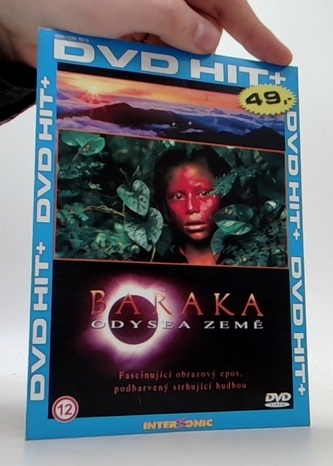 DVD HIT+
49,-
DVD HIT+
DVD HIT+
DVD HIT+
DVD HIT+
BARAKA
ODYSEA ZEMĚ
Fascinující obrazový epos,
podbarvený strhující hudbou
12
DVD
VIDEO
INTERSONIC